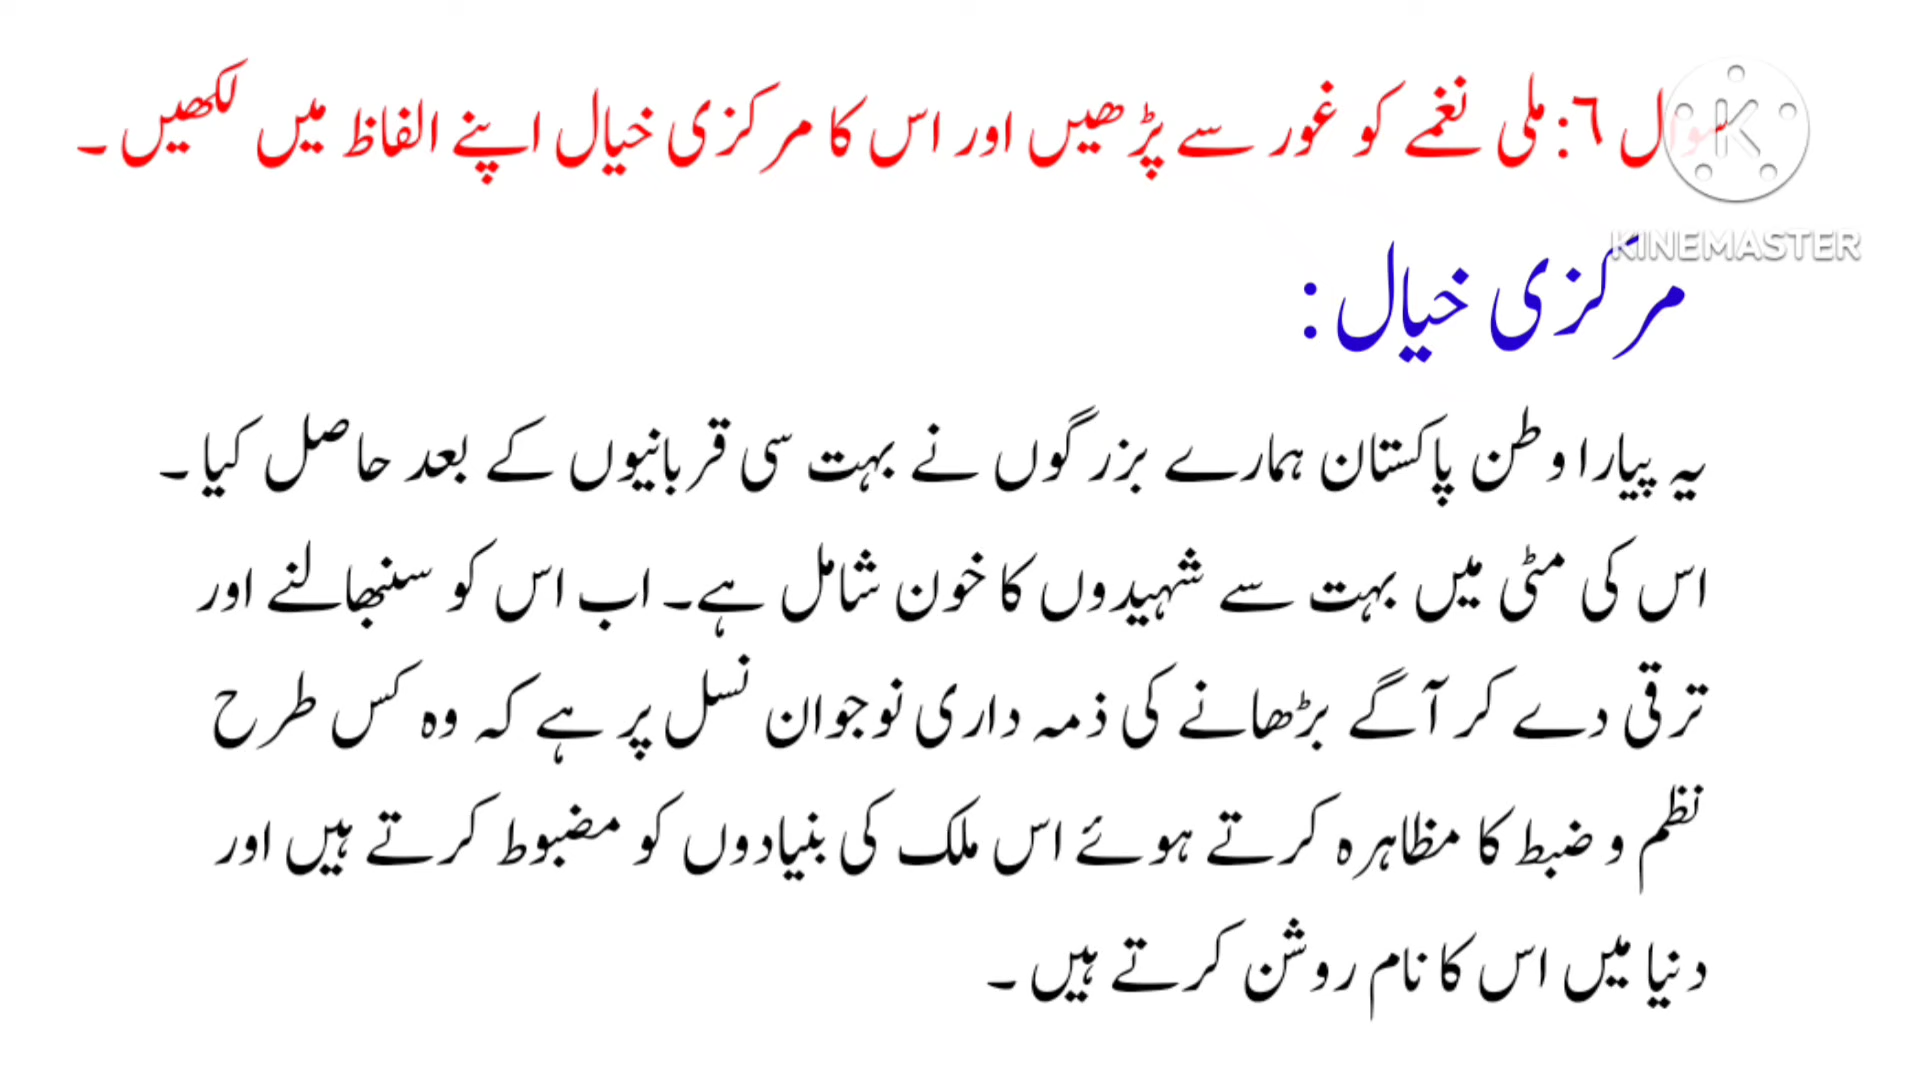 سوال ٦: ملی نغمے کو غور سے پڑھیں اور اس کا مرکزی خیال اپنے الفاظ میں لکھیں۔
KINEMASTER
مرکزی خیال:
یہ پیارا وطن پاکستان ہمارے بزرگوں نے بہت سی قربانیوں کے بعد حاصل کیا۔
اس کی مٹی میں بہت سے شہیدوں کا خون شامل ہے۔ اب اس کو سنبھالنے اور
ترقی دے کر آگے بڑھانے کی ذمہ داری نوجوان نسل پر ہے کہ وہ کس طرح
نظم و ضبط کا مظاہرہ کرتے ہوئے اس ملک کی بنیادوں کو مضبوط کرتے ہیں اور
دنیا میں اس کا نام روشن کرتے ہیں۔